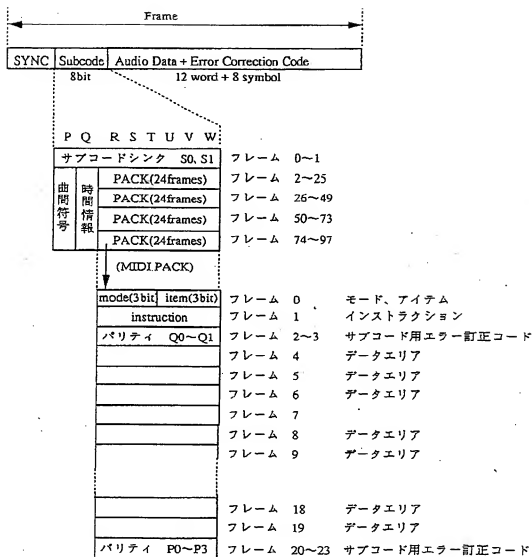 Frame
SYNC Subcode Audio Data + Error Correction Code
8bit 12 word + 8 symbol
P Q R S T U V W
サブコードシンク S0, S1 フレーム 0〜1
曲間符号
時間情報
PACK(24frames) フレーム 2〜25
PACK(24frames) フレーム 26〜49
PACK(24frames) フレーム 50〜73
PACK(24frames) フレーム 74〜97
(MIDI.PACK)
mode(3bit) item(3bit) フレーム 0 モード、アイテム
instruction フレーム 1 インストラクション
パリティ Q0〜Q1 フレーム 2〜3 サブコード用エラー訂正コード
フレーム 4 データエリア
フレーム 5 データエリア
フレーム 6 データエリア
フレーム 7
フレーム 8 データエリア
フレーム 9 データエリア
フレーム 18 データエリア
フレーム 19 データエリア
パリティ P0〜P3 フレーム 20〜23 サブコード用エラー訂正コード